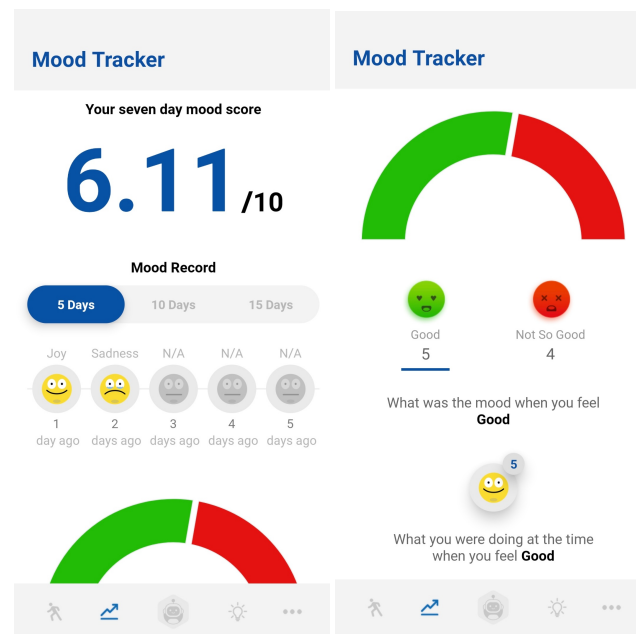 Mood Tracker
Your seven day mood score
6.11/10
Mood Record
5 Days 10 Days 15 Days
Joy Sadness N/A N/A N/A
1 2 3 4 5
day ago days ago days ago days ago days ago
Mood Tracker
Good Not So Good
5 4
What was the mood when you feel
Good
5
What you were doing at the time
when you feel Good